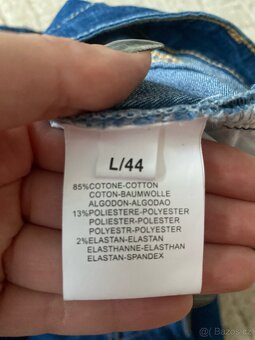 L/44
85%COTONE-COTTON
COTON-BAUMWOLLE
ALGODON-ALGODAO
13%POLIESTERE-POLYESTER
POLIESTER-POLESTER
POLYESTR-POLYESTER
2%ELASTAN-ELASTAN
ELASTHANNE-ELASTHAN
ELASTAN-SPANDEX
Bazoš.cz